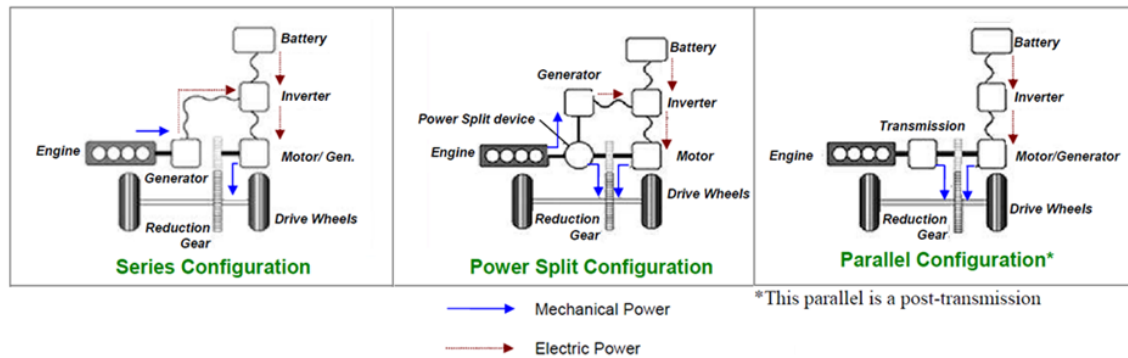 Battery
Inverter
Engine
Motor/ Gen.
Generator
Drive Wheels
Reduction
Gear
Series Configuration
Battery
Generator
Inverter
Power Split device
Engine
Motor
Drive Wheels
Reduction
Gear
Power Split Configuration
Battery
Inverter
Transmission
Engine
Motor/Generator
Drive Wheels
Reduction
Gear
Parallel Configuration*
*This parallel is a post-transmission
Mechanical Power
Electric Power